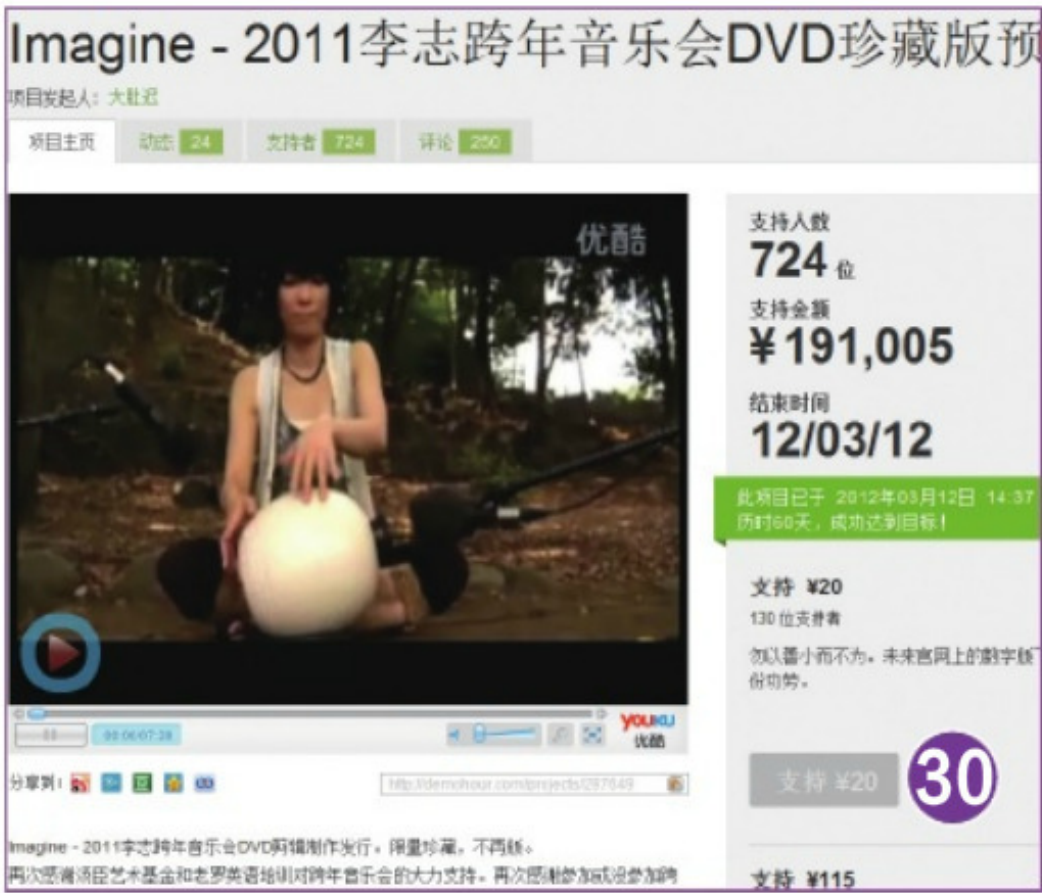 Imagine - 2011李志跨年音乐会DVD珍藏版预
项目发起人: 大肚迟
项目主页 动态 24 支持者 724 评论 250
优酷
支持人数
724 位
支持金额
¥191,005
结束时间
12/03/12
此项目已于 2012年03月12日 14:37
历时60天，成功达到目标！
支持 ¥20
130 位支持者
勿以善小而不为。未来官网上的数字版下
份功劳。
支持 ¥20
30
支持 ¥115
00:00/07:28
YOUKU
优酷
分享到:
http://demohour.com/projects/287649
Imagine - 2011李志跨年音乐会DVD剪辑制作发行。限量珍藏，不再版。
再次感谢汤臣艺术基金和老罗英语培训对跨年音乐会的大力支持。再次感谢参加或没参加跨